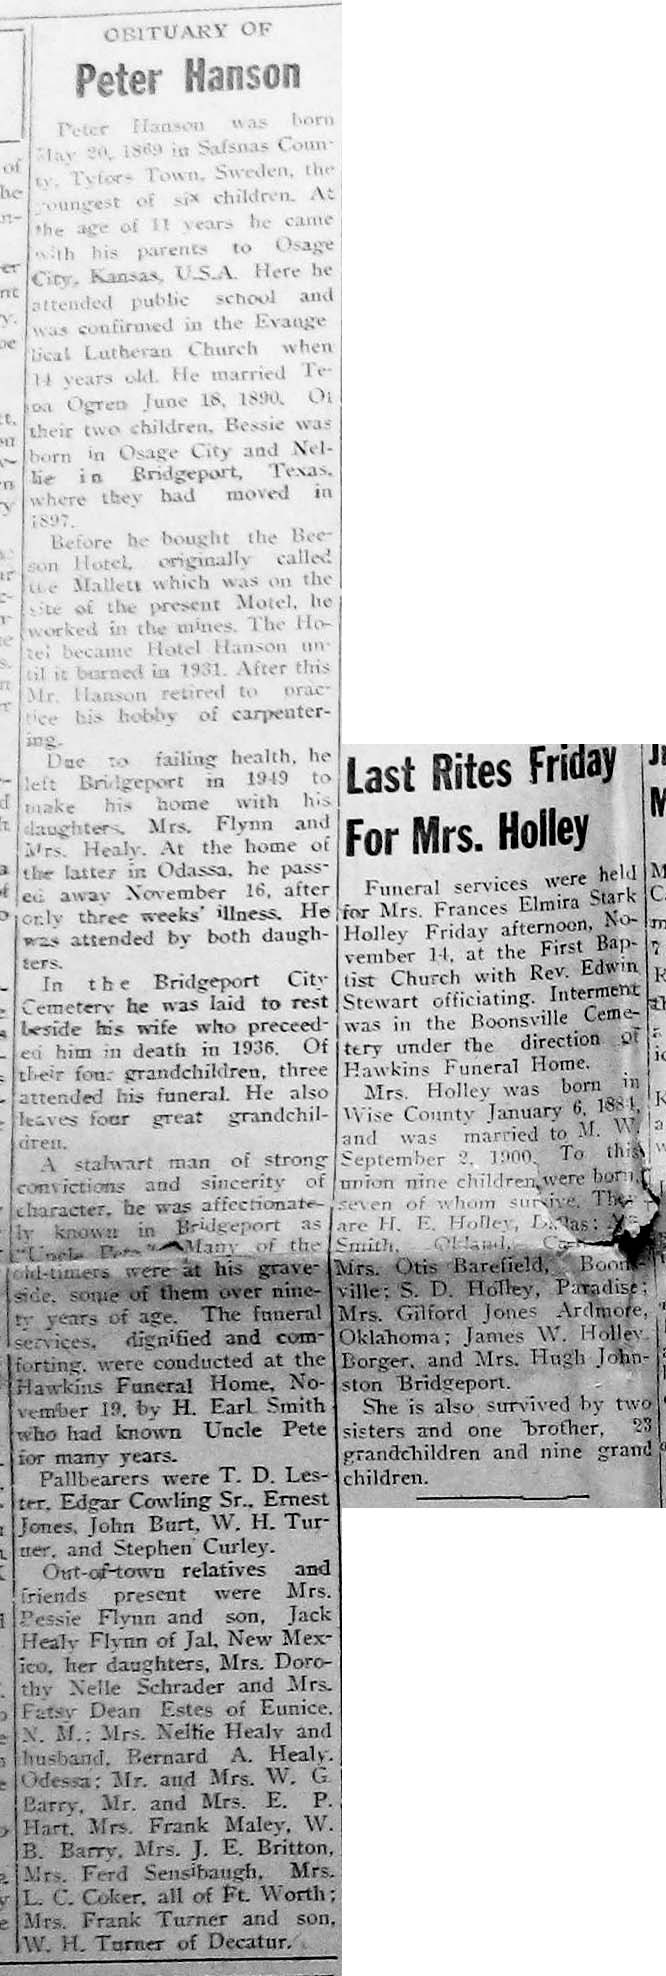 OBITUARY OF
Peter Hanson
Peter Hanson was born
May 20, 1869 in Safsnas Coun-
ty, Tyfors Town, Sweden, the
youngest of six children. At
the age of 11 years he came
with his parents to Osage
City, Kansas, U.S.A. Here he
attended public school and
was confirmed in the Evange
lical Lutheran Church when
14 years old. He married Te-
na Ogren June 18, 1890. Of
their two children, Bessie was
born in Osage City and Nel-
lie in Bridgeport, Texas,
where they had moved in
1897.
Before he bought the Bee-
son Hotel, originally called
the Mallett which was on the
site of the present Motel, he
worked in the mines. The Ho-
tel became Hotel Hanson un-
til it burned in 1931. After this
Mr. Hanson retired to prac-
tice his hobby of carpenter-
ing.
Due to failing health, he
left Bridgeport in 1949 to
make his home with his
daughters, Mrs. Flynn and
Mrs. Healy. At the home of
the latter in Odassa, he pass-
ed away November 16, after
only three weeks' illness. He
was attended by both daugh-
ters.
In the Bridgeport City
Cemetery he was laid to rest
beside his wife who preceed-
ed him in death in 1936. Of
their four grandchildren, three
attended his funeral. He also
leaves four great grandchil-
dren.
A stalwart man of strong
convictions and sincerity of
character, he was affectionate-
ly known in Bridgeport as
"Uncle Pete." Many of the
old-timers were at his grave-
side, some of them over nine-
ty years of age. The funeral
services, dignified and com-
forting, were conducted at the
Hawkins Funeral Home, No-
vember 19, by H. Earl Smith
who had known Uncle Pete
for many years.
Pallbearers were T. D. Les-
ter, Edgar Cowling Sr., Ernest
Jones, John Burt, W. H. Tur-
ner, and Stephen Curley.
Out-of-town relatives and
friends present were Mrs.
Bessie Flynn and son, Jack
Healy Flynn of Jal, New Mex-
ico, her daughters, Mrs. Doro-
thy Nelle Schrader and Mrs.
Patsy Dean Estes of Eunice,
N. M.; Mrs. Nellie Healy and
husband, Bernard A. Healy,
Odessa; Mr. and Mrs. W. G
Barry, Mr. and Mrs. E. P.
Hart, Mrs. Frank Maley, W.
B. Barry, Mrs. J. E. Britton,
Mrs. Ferd Sensibaugh, Mrs.
L. C. Coker, all of Ft. Worth;
Mrs. Frank Turner and son,
W. H. Turner of Decatur.
Last Rites Friday
For Mrs. Holley
Funeral services were held
for Mrs. Frances Elmira Stark
Holley Friday afternoon, No-
vember 14, at the First Bap-
tist Church with Rev. Edwin
Stewart officiating. Interment
was in the Boonsville Ceme-
tery under the direction of
Hawkins Funeral Home.
Mrs. Holley was born in
Wise County January 6, 1884,
and was married to M. W.
September 2, 1900. To this
union nine children were born,
seven of whom survive. They
are H. E. Holley, Dallas;
Smith, Okland,
Mrs. Otis Barefield, Boons-
ville; S. D. Holley, Paradise;
Mrs. Gilford Jones Ardmore,
Oklahoma; James W. Holley,
Borger, and Mrs. Hugh John-
ston Bridgeport.
She is also survived by two
sisters and one brother, 23
grandchildren and nine grand
children.